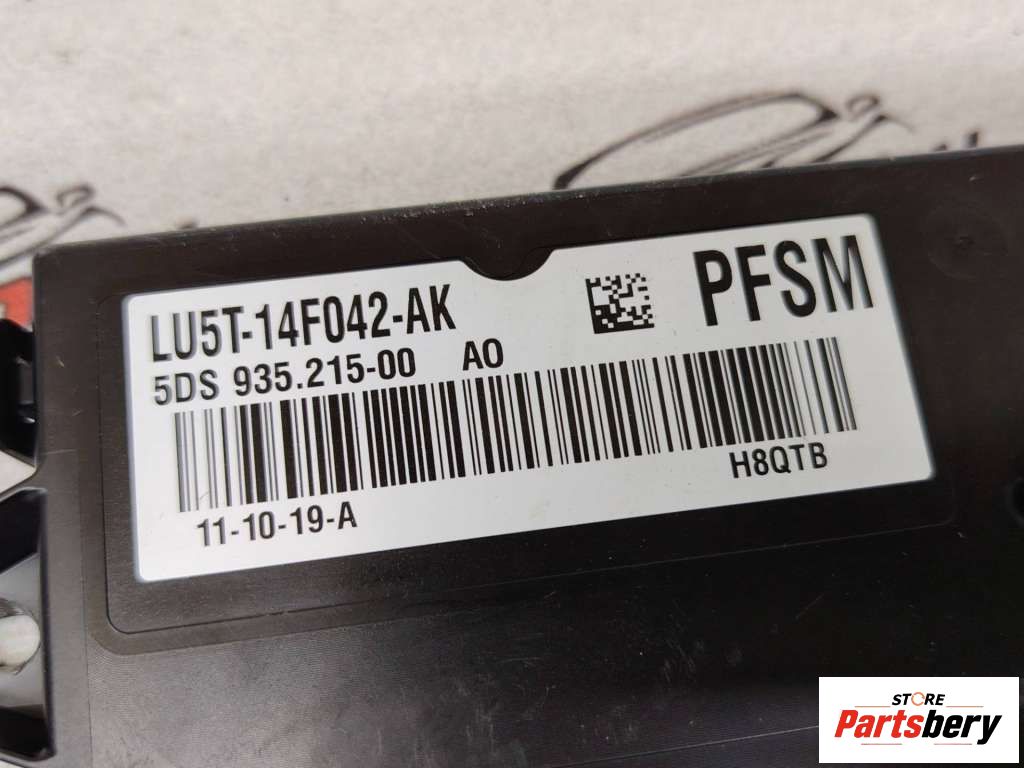 LU5T-14F042-AK
PFSM
5DS 935.215-00 AO
H8QTB
11-10-19-A
STORE
Partsbery